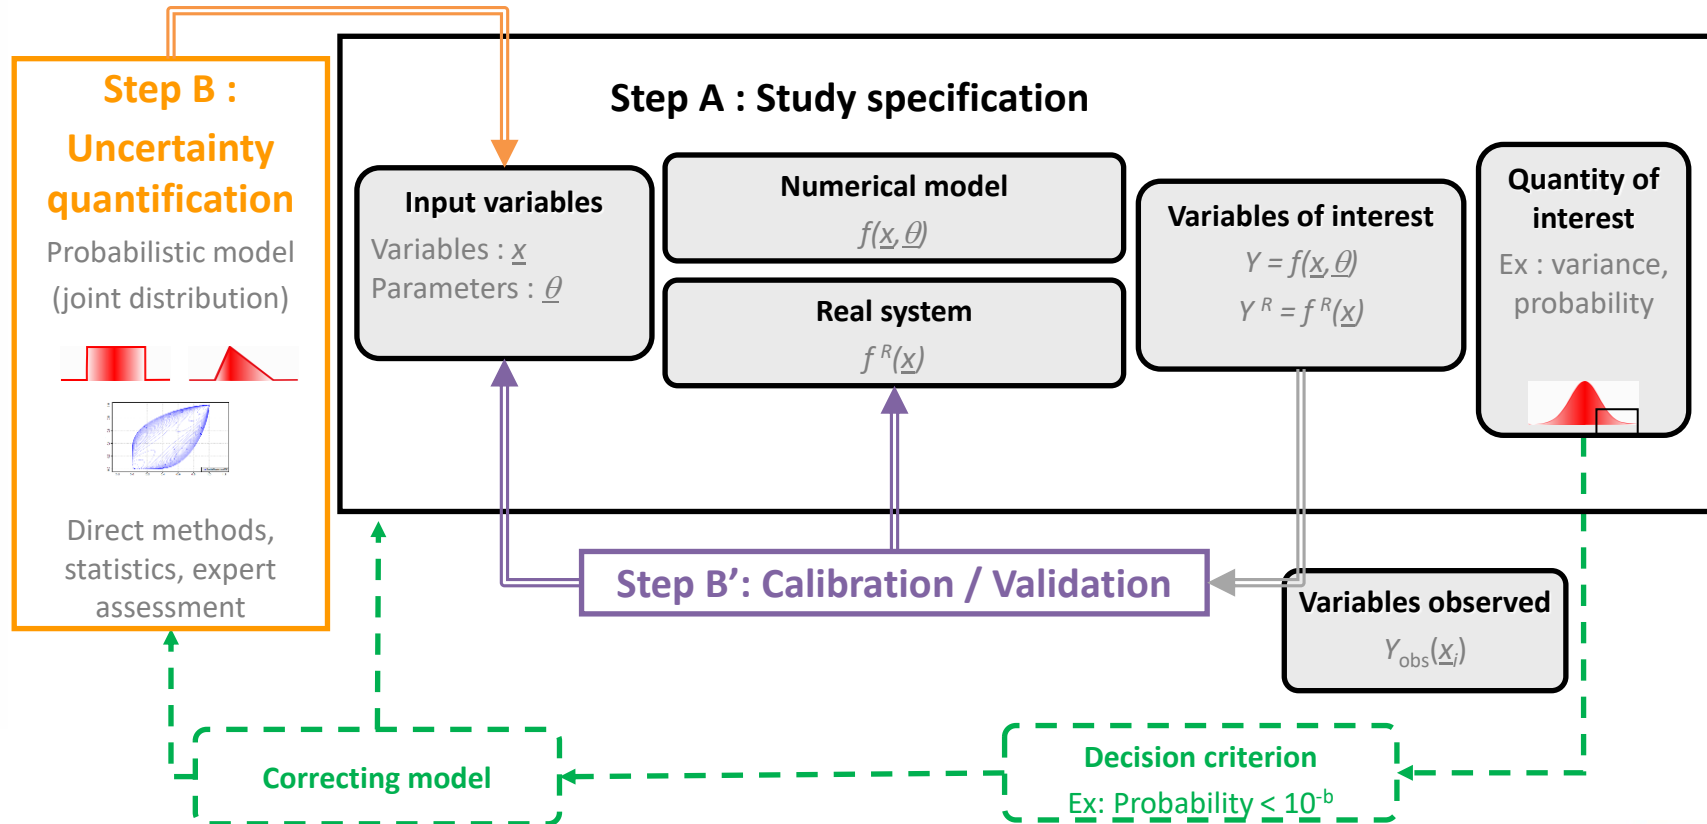 Step B :
Uncertainty
quantification
Probabilistic model
(joint distribution)
Direct methods,
statistics, expert
assessment
Step A : Study specification
Input variables
Variables : x
Parameters : θ
Numerical model
f(x, θ)
Real system
f R(x)
Variables of interest
Y = f(x, θ)
Y R = f R(x)
Quantity of
interest
Ex : variance,
probability
Step B’: Calibration / Validation
Variables observed
Yobs(xi)
Correcting model
Decision criterion
Ex: Probability < 10-b